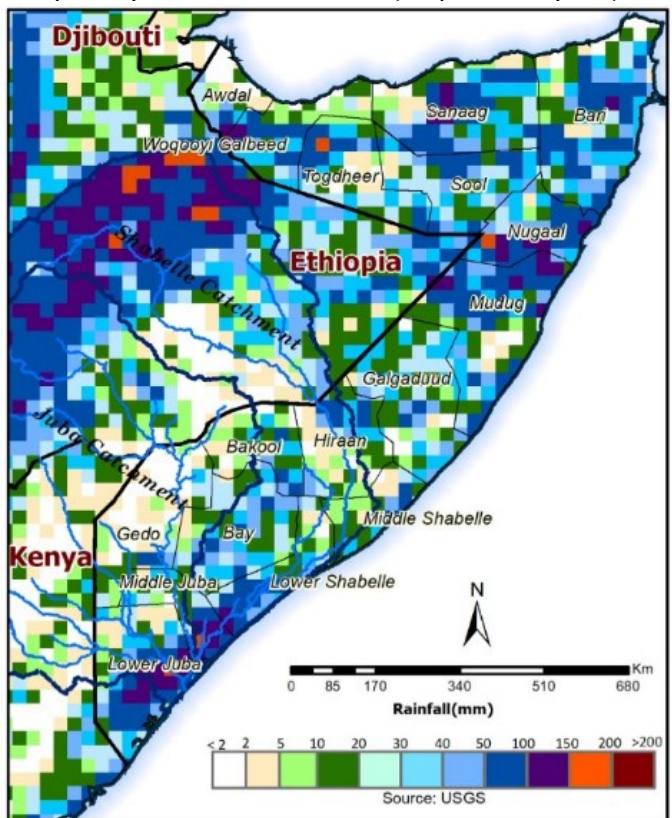 Djibouti
Awdal
Sanaag
Bari
Woqooyi Galbeed
Togdheer
Sool
Nugaal
Shabelle Catchment
Ethiopia
Mudug
Galgaduud
Juba Catchment
Bakool
Hiraan
Middle Shabelle
Gedo
Bay
Kenya
Middle Juba
Lower Shabelle
N
Lower Juba
Km
0 85 170 340 510 680
Rainfall(mm)
< 2 2 5 10 20 30 40 50 100 150 200 >200
Source: USGS